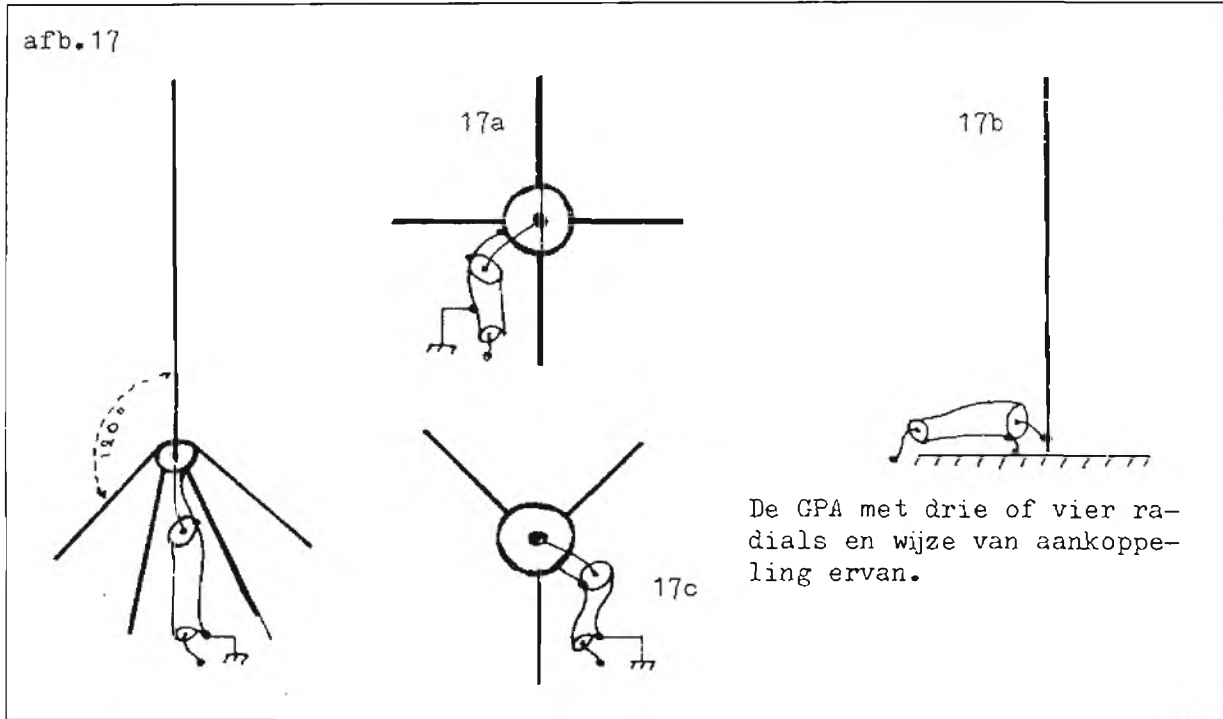 afb.17
17a
17b
120°
17c
De GPA met drie of vier ra-
dials en wijze van aankoppe-
ling ervan.